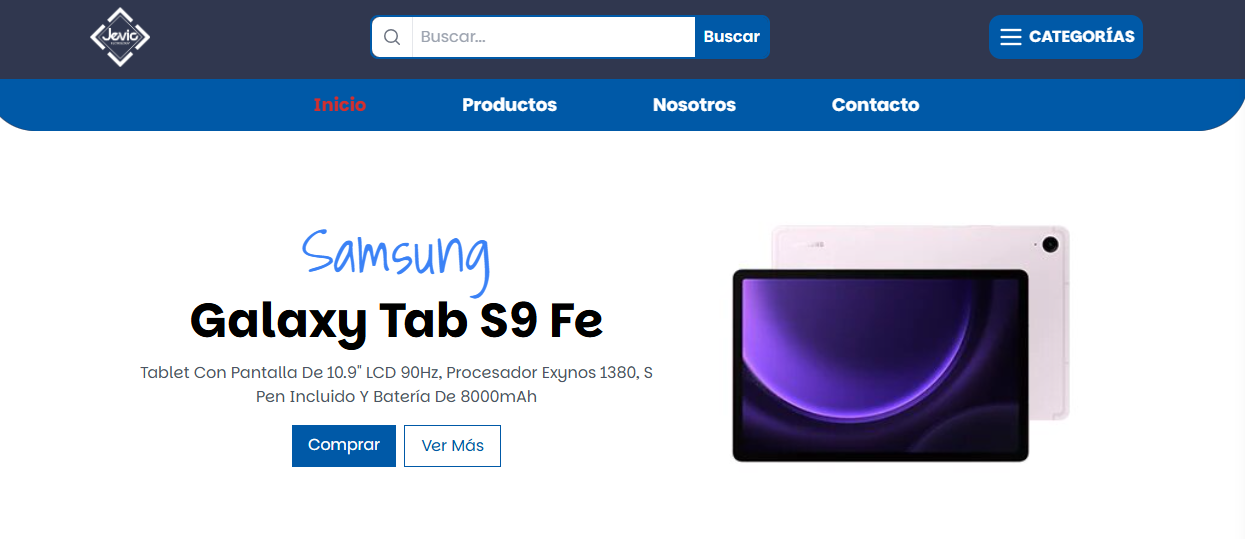 Jevic
Buscar...
Buscar
CATEGORÍAS
Inicio
Productos
Nosotros
Contacto
Samsung
Galaxy Tab S9 Fe
Tablet Con Pantalla De 10.9" LCD 90Hz, Procesador Exynos 1380, S
Pen Incluido Y Batería De 8000mAh
Comprar
Ver Más